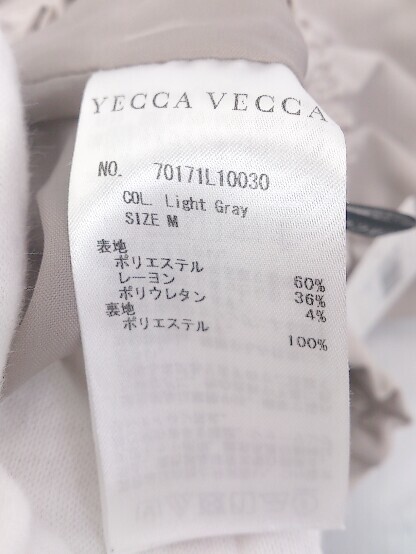 YECCA VECCA
NO. 70171L10030
COL. Light Gray
SIZE M
表地
ポリエステル 60%
レーヨン 36%
ポリウレタン 4%
裏地
ポリエステル 100%